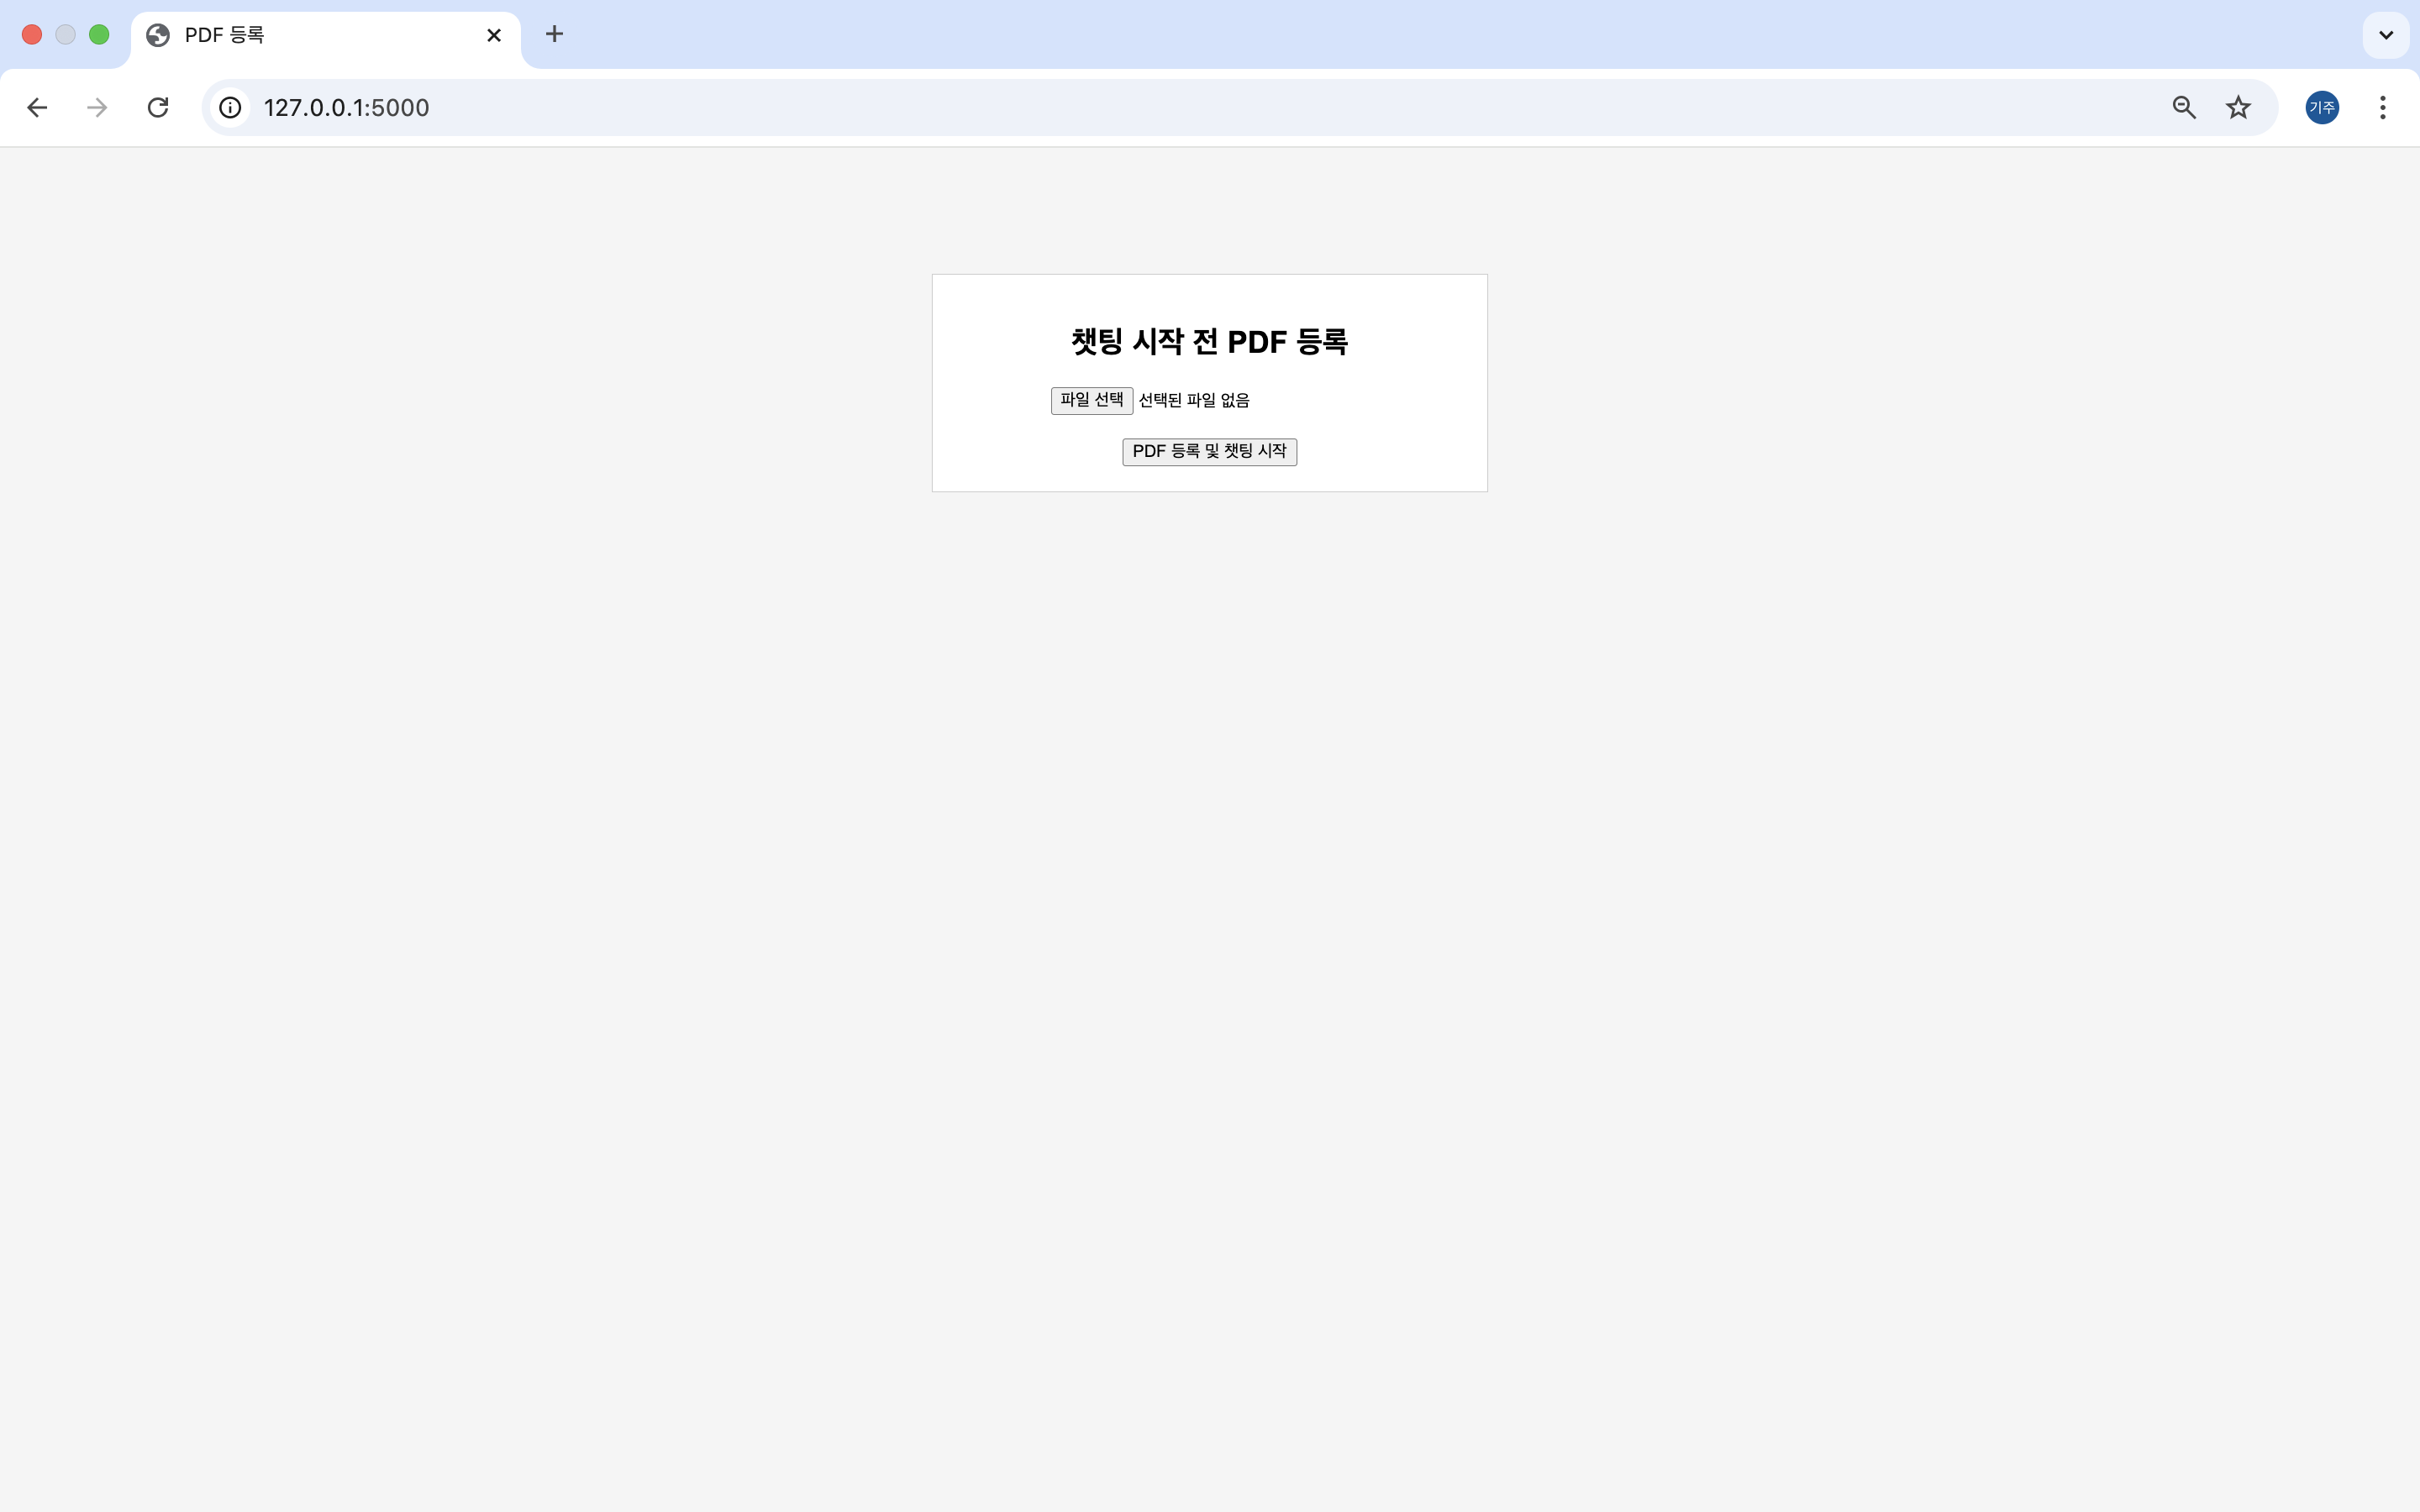 PDF 등록
127.0.0.1:5000
기주
챗팅 시작 전 PDF 등록
파일 선택 선택된 파일 없음
PDF 등록 및 챗팅 시작